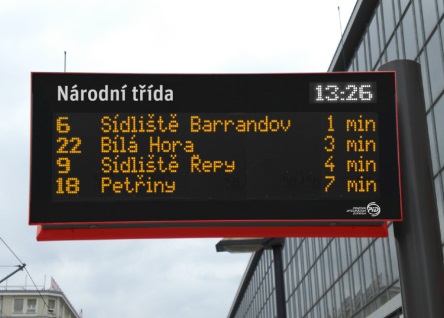 Národní třída 13:26
6 Sídliště Barrandov 1 min
22 Bílá Hora 3 min
9 Sídliště Řepy 4 min
18 Petřiny 7 min